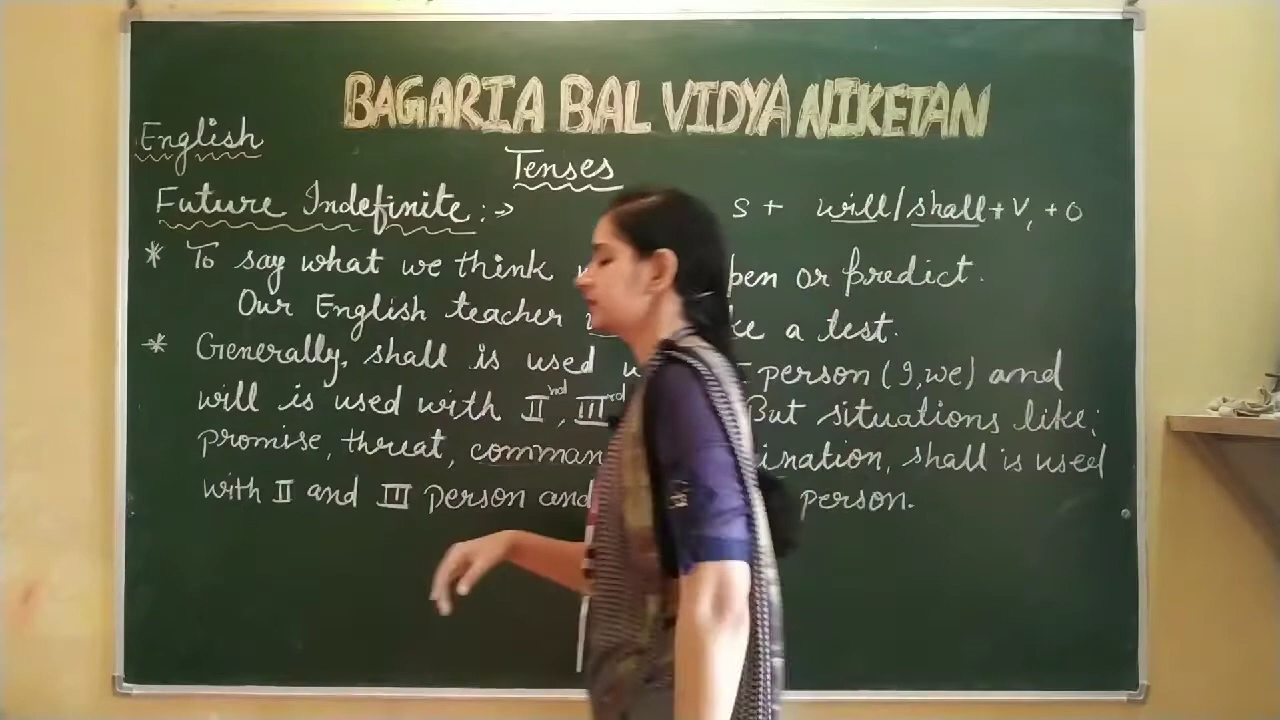 BAGARIA BAL VIDYA NIKETAN
English
Tenses
Future Indefinite :->
S + will/shall + V1 + O
* To say what we think pen or predict.
Our English teacher ke a test.
* Generally, shall is used person (I, we) and
will is used with IInd, IIIrd But situations like;
promise, threat, comman ination, shall is used
with II and III person and person.